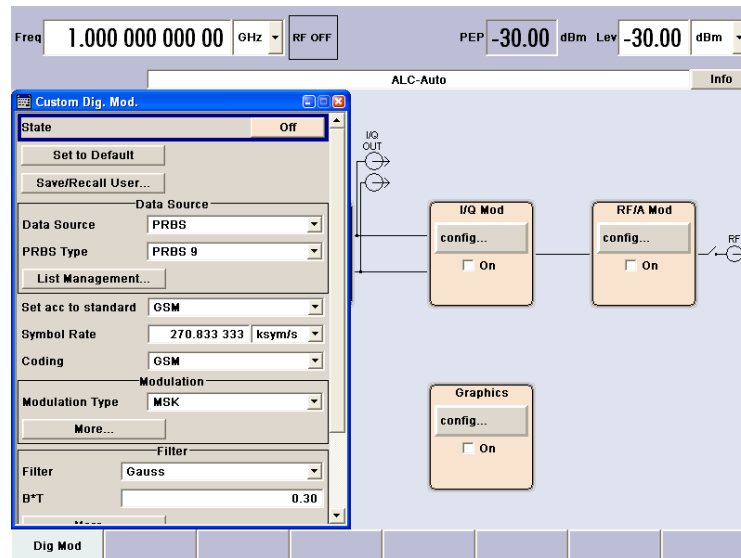 Freq 1.000 000 000 00 GHz RF OFF PEP -30.00 dBm Lev -30.00 dBm
ALC-Auto Info
Custom Dig. Mod.
State Off
Set to Default
Save/Recall User...
Data Source
Data Source PRBS
PRBS Type PRBS 9
List Management...
Set acc to standard GSM
Symbol Rate 270.833 333 ksym/s
Coding GSM
Modulation
Modulation Type MSK
More...
Filter
Filter Gauss
B*T 0.30
I/Q
OUT
I/Q Mod
config...
On
RF/A Mod
config...
On
RF
Graphics
config...
On
Dig Mod